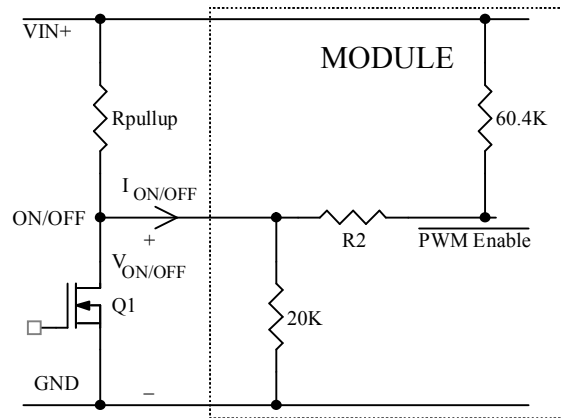 VIN+
MODULE
Rpullup
60.4K
I ON/OFF
ON/OFF
+
R2
PWM Enable
V ON/OFF
Q1
20K
GND
–